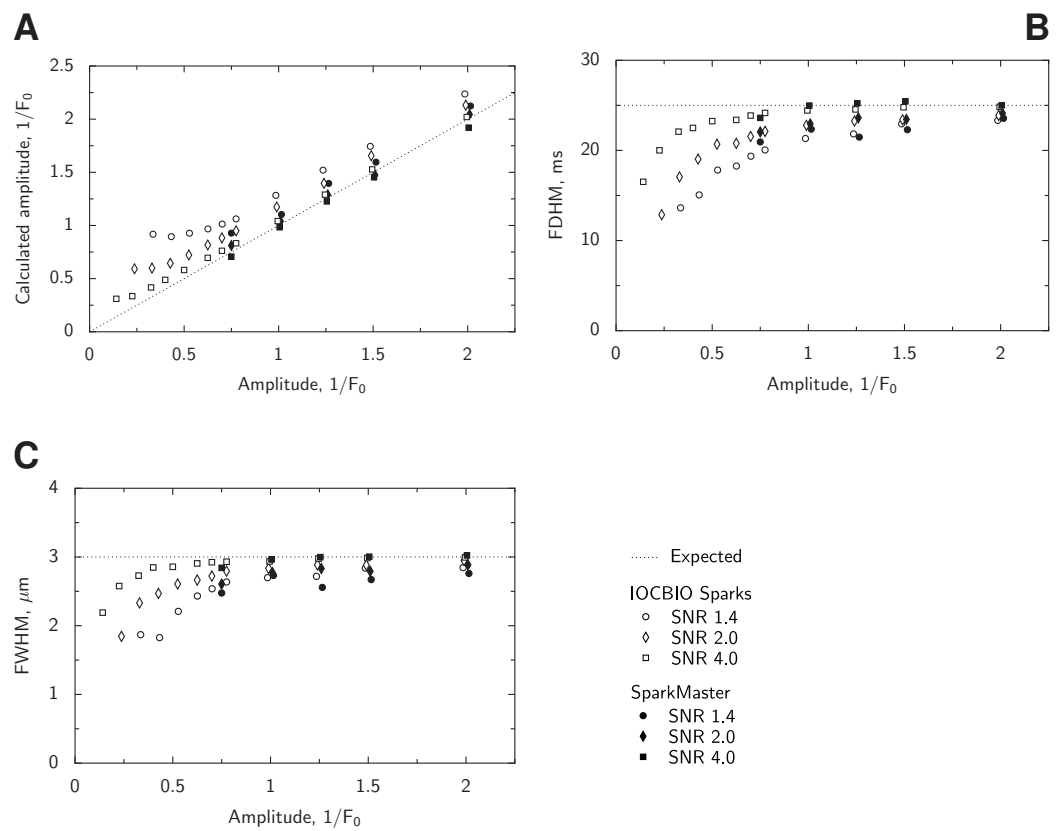 A
Calculated amplitude, 1/F₀
2.5
2
1.5
1
0.5
0
0 0.5 1 1.5 2
Amplitude, 1/F₀
B
FDHM, ms
30
20
10
0
0 0.5 1 1.5 2
Amplitude, 1/F₀
C
FWHM, μm
4
3
2
1
0
0 0.5 1 1.5 2
Amplitude, 1/F₀
Expected
IOCBIO Sparks
SNR 1.4
SNR 2.0
SNR 4.0
SparkMaster
SNR 1.4
SNR 2.0
SNR 4.0